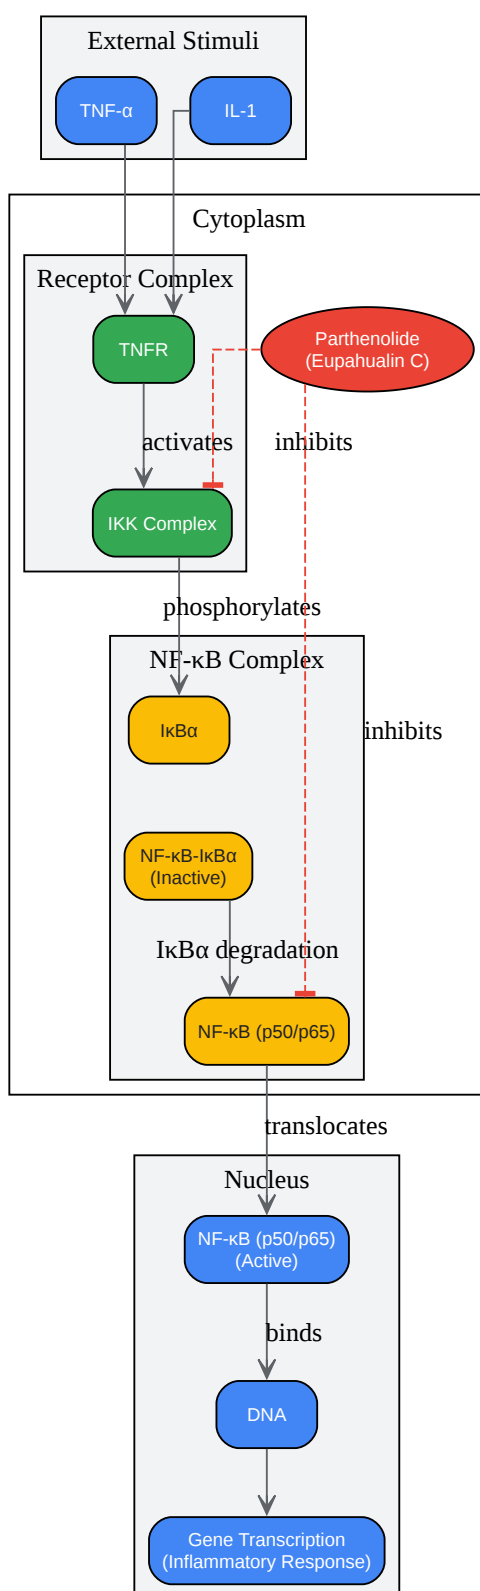 External Stimuli
TNF-α
IL-1
Cytoplasm
Receptor Complex
TNFR
Parthenolide
(Eupahualin C)
activates
inhibits
IKK Complex
phosphorylates
NF-κB Complex
IκBα
inhibits
NF-κB-IκBα
(Inactive)
IκBα degradation
NF-κB (p50/p65)
translocates
Nucleus
NF-κB (p50/p65)
(Active)
binds
DNA
Gene Transcription
(Inflammatory Response)